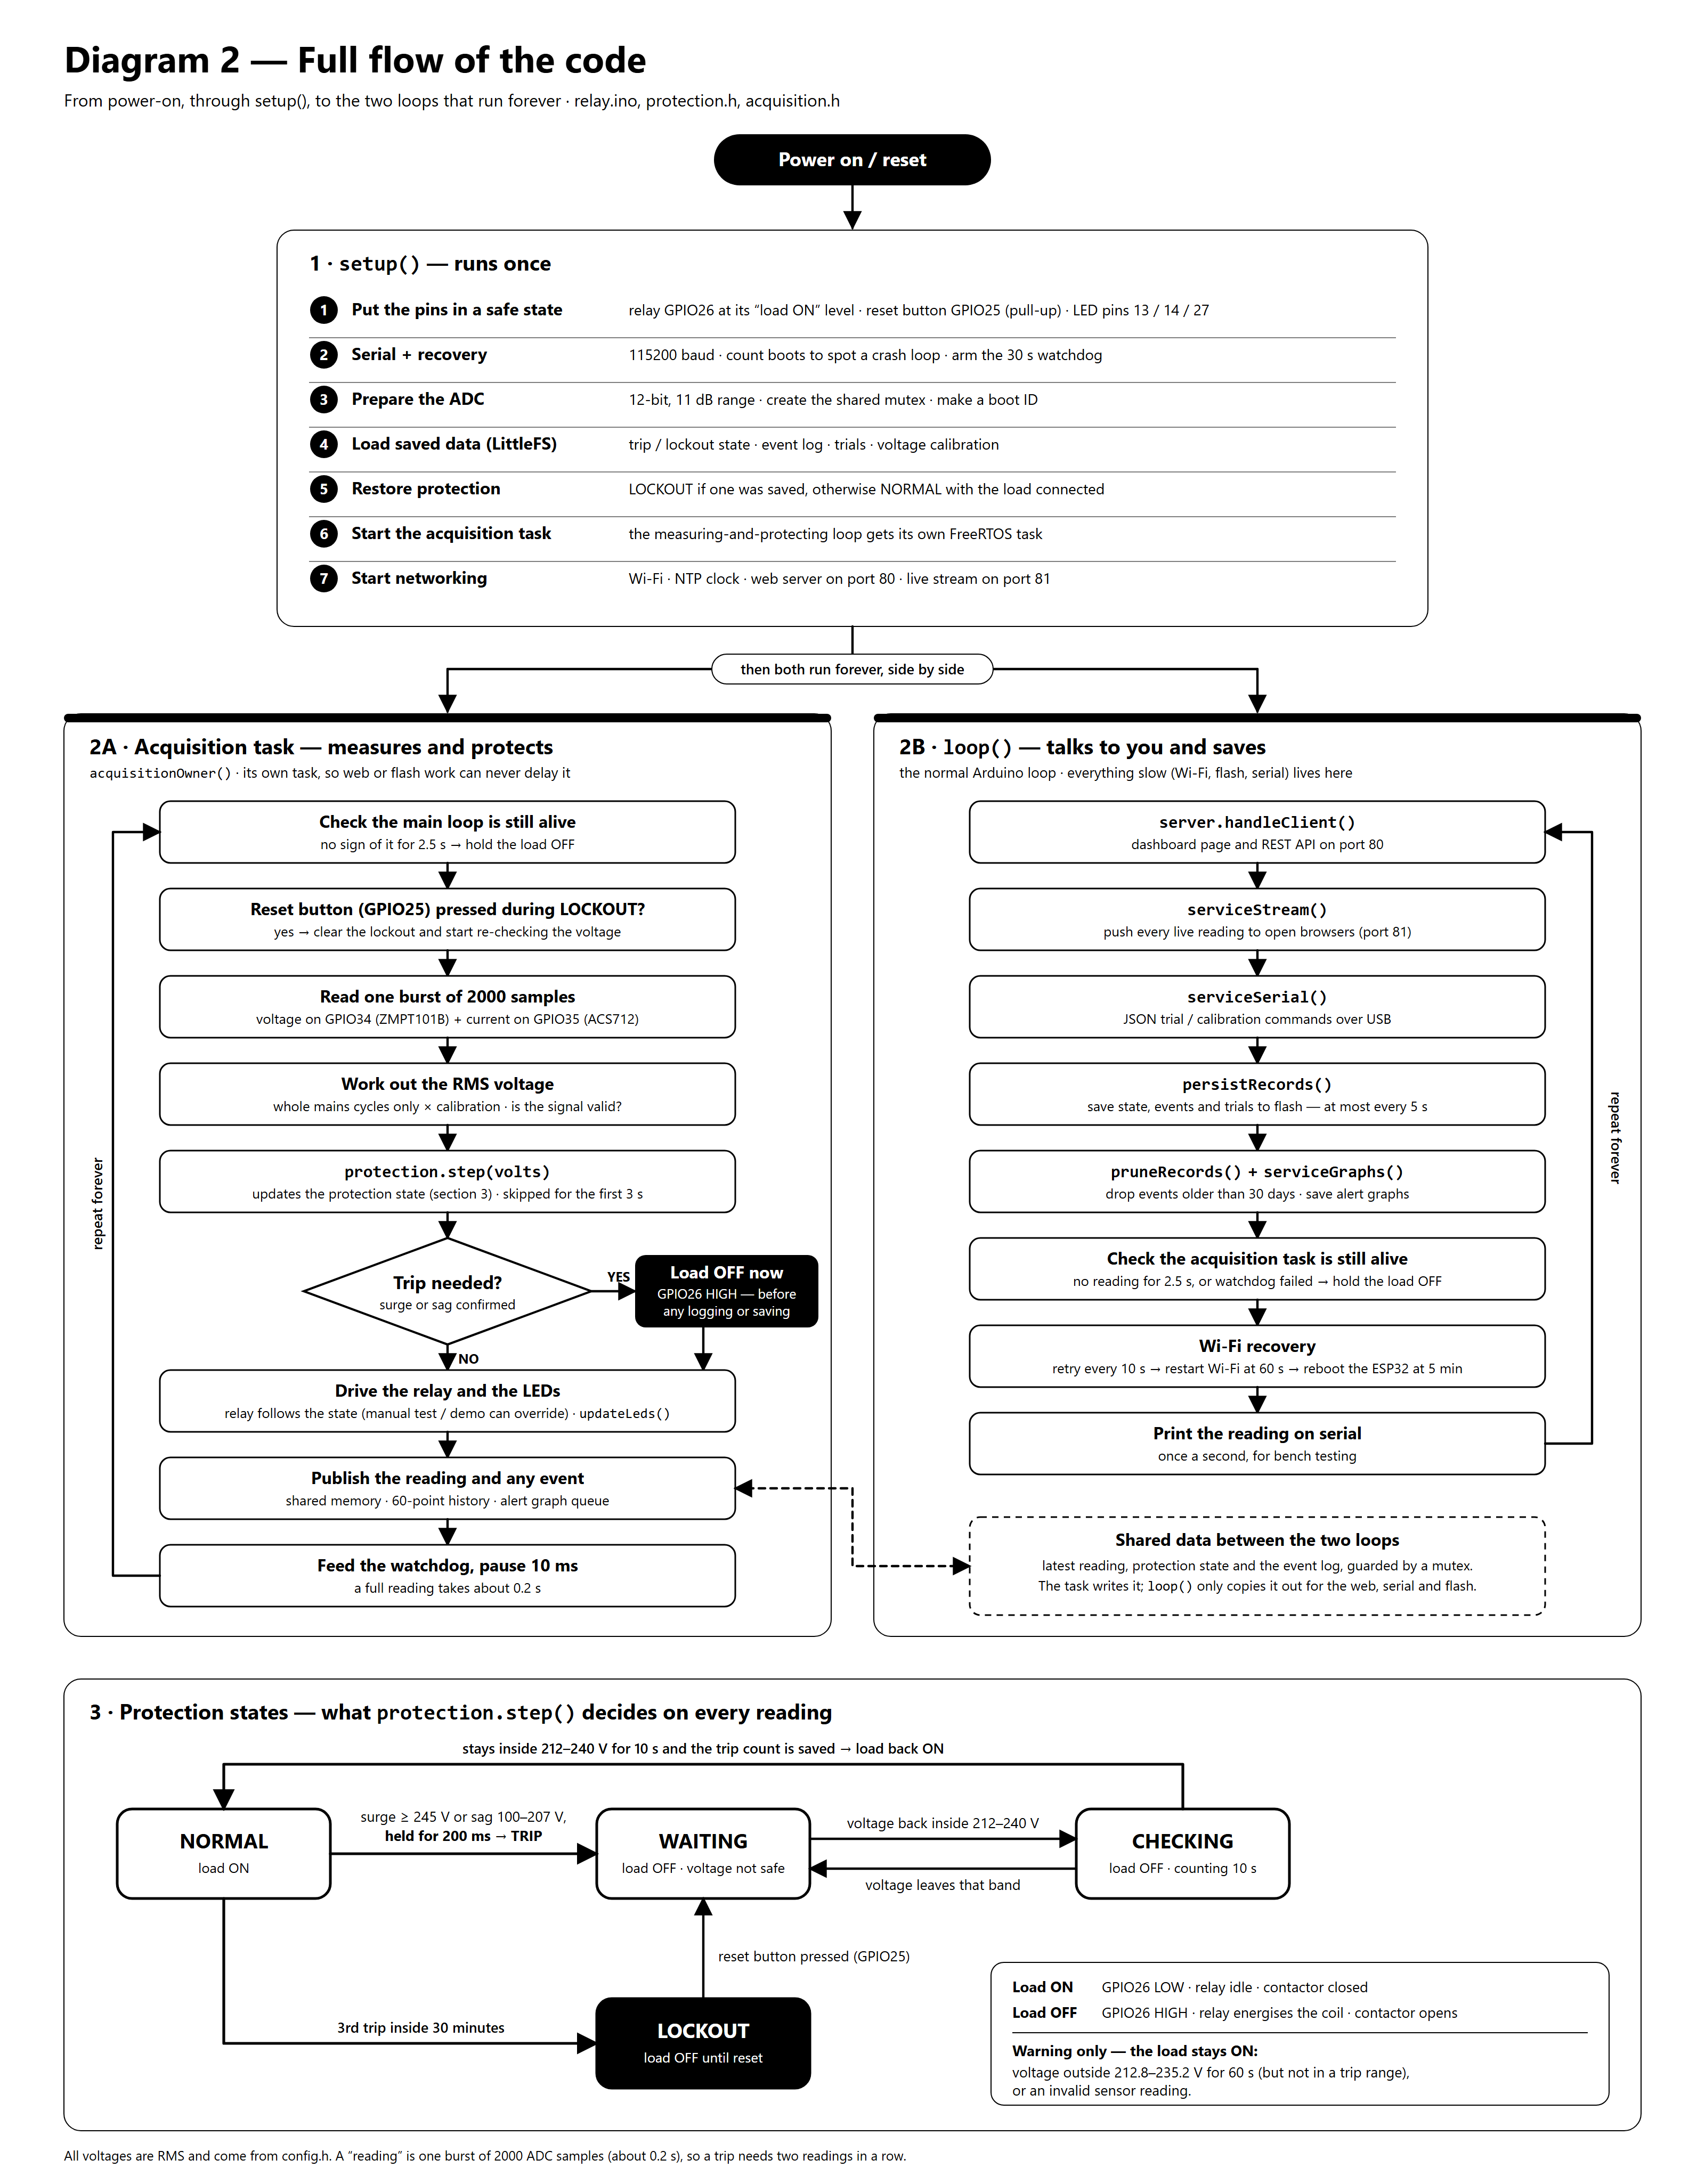 Diagram 2 — Full flow of the code
From power-on, through setup(), to the two loops that run forever · relay.ino, protection.h, acquisition.h
Power on / reset
1 · setup() — runs once
1 Put the pins in a safe state relay GPIO26 at its “load ON” level · reset button GPIO25 (pull-up) · LED pins 13 / 14 / 27
2 Serial + recovery 115200 baud · count boots to spot a crash loop · arm the 30 s watchdog
3 Prepare the ADC 12-bit, 11 dB range · create the shared mutex · make a boot ID
4 Load saved data (LittleFS) trip / lockout state · event log · trials · voltage calibration
5 Restore protection LOCKOUT if one was saved, otherwise NORMAL with the load connected
6 Start the acquisition task the measuring-and-protecting loop gets its own FreeRTOS task
7 Start networking Wi-Fi · NTP clock · web server on port 80 · live stream on port 81
then both run forever, side by side
2A · Acquisition task — measures and protects
acquisitionOwner() · its own task, so web or flash work can never delay it
Check the main loop is still alive
no sign of it for 2.5 s → hold the load OFF
Reset button (GPIO25) pressed during LOCKOUT?
yes → clear the lockout and start re-checking the voltage
Read one burst of 2000 samples
voltage on GPIO34 (ZMPT101B) + current on GPIO35 (ACS712)
Work out the RMS voltage
whole mains cycles only × calibration · is the signal valid?
protection.step(volts)
updates the protection state (section 3) · skipped for the first 3 s
Trip needed?
surge or sag confirmed
YES
Load OFF now
GPIO26 HIGH — before
any logging or saving
NO
Drive the relay and the LEDs
relay follows the state (manual test / demo can override) · updateLeds()
Publish the reading and any event
shared memory · 60-point history · alert graph queue
Feed the watchdog, pause 10 ms
a full reading takes about 0.2 s
repeat forever
2B · loop() — talks to you and saves
the normal Arduino loop · everything slow (Wi-Fi, flash, serial) lives here
server.handleClient()
dashboard page and REST API on port 80
serviceStream()
push every live reading to open browsers (port 81)
serviceSerial()
JSON trial / calibration commands over USB
persistRecords()
save state, events and trials to flash — at most every 5 s
pruneRecords() + serviceGraphs()
drop events older than 30 days · save alert graphs
Check the acquisition task is still alive
no reading for 2.5 s, or watchdog failed → hold the load OFF
Wi-Fi recovery
retry every 10 s → restart Wi-Fi at 60 s → reboot the ESP32 at 5 min
Print the reading on serial
once a second, for bench testing
repeat forever
Shared data between the two loops
latest reading, protection state and the event log, guarded by a mutex.
The task writes it; loop() only copies it out for the web, serial and flash.
3 · Protection states — what protection.step() decides on every reading
stays inside 212–240 V for 10 s and the trip count is saved → load back ON
NORMAL
load ON
surge ≥ 245 V or sag 100–207 V,
held for 200 ms → TRIP
WAITING
load OFF · voltage not safe
voltage back inside 212–240 V
voltage leaves that band
CHECKING
load OFF · counting 10 s
reset button pressed (GPIO25)
3rd trip inside 30 minutes
LOCKOUT
load OFF until reset
Load ON GPIO26 LOW · relay idle · contactor closed
Load OFF GPIO26 HIGH · relay energises the coil · contactor opens
Warning only — the load stays ON:
voltage outside 212.8–235.2 V for 60 s (but not in a trip range),
or an invalid sensor reading.
All voltages are RMS and come from config.h. A “reading” is one burst of 2000 ADC samples (about 0.2 s), so a trip needs two readings in a row.